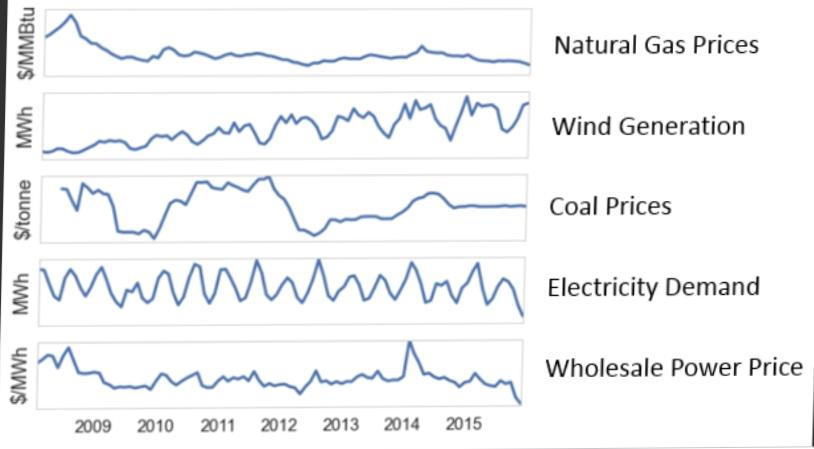 $/MMBtu
Natural Gas Prices
MWh
Wind Generation
$/tonne
Coal Prices
MWh
Electricity Demand
$/MWh
Wholesale Power Price
2009 2010 2011 2012 2013 2014 2015